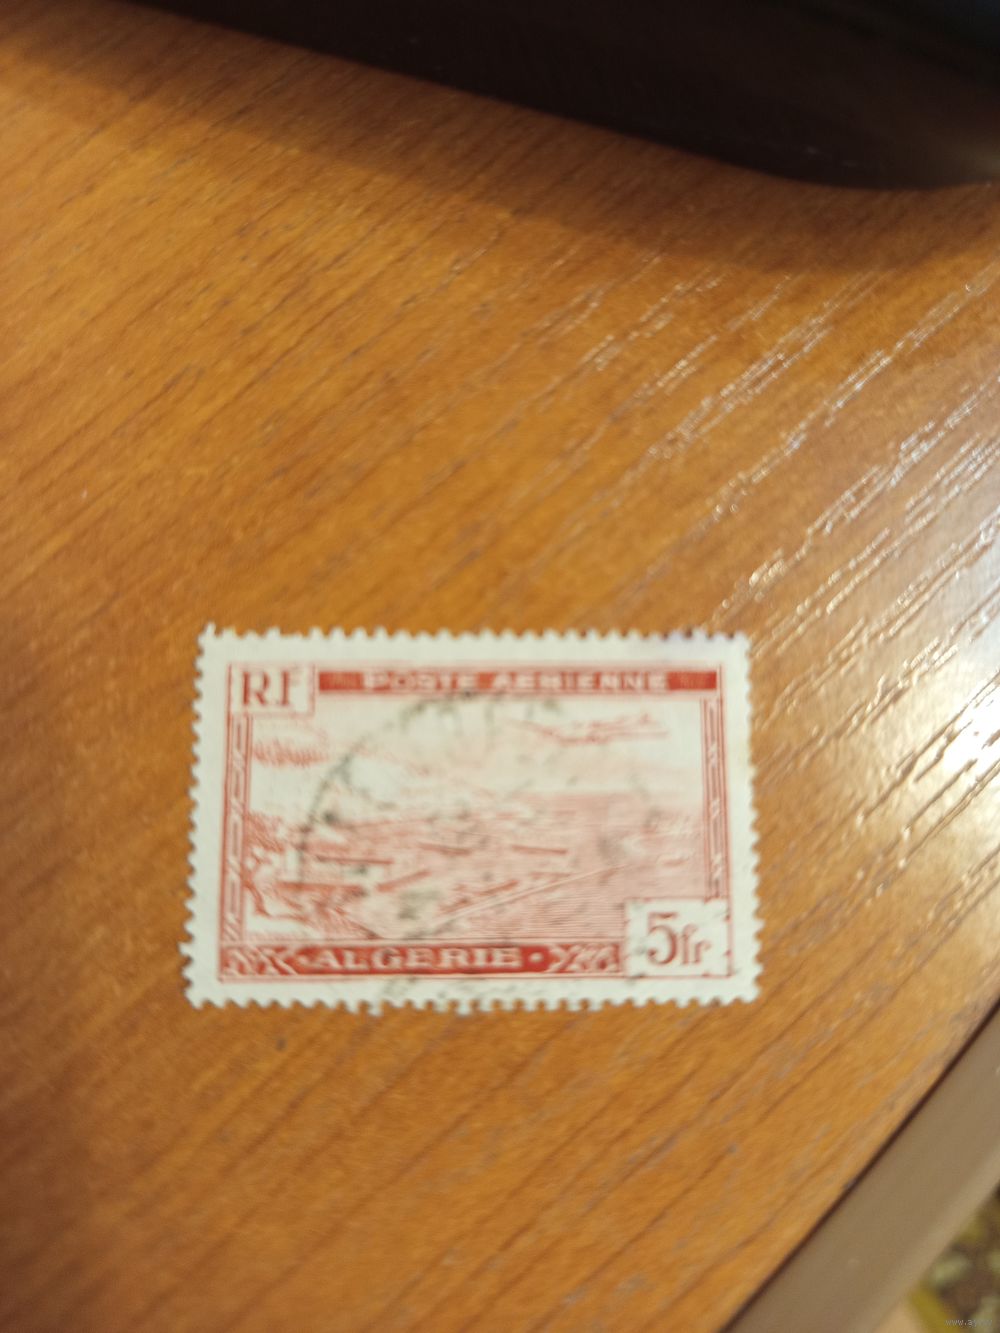 RF
POSTE AERIENNE
ALGERIE
5fr